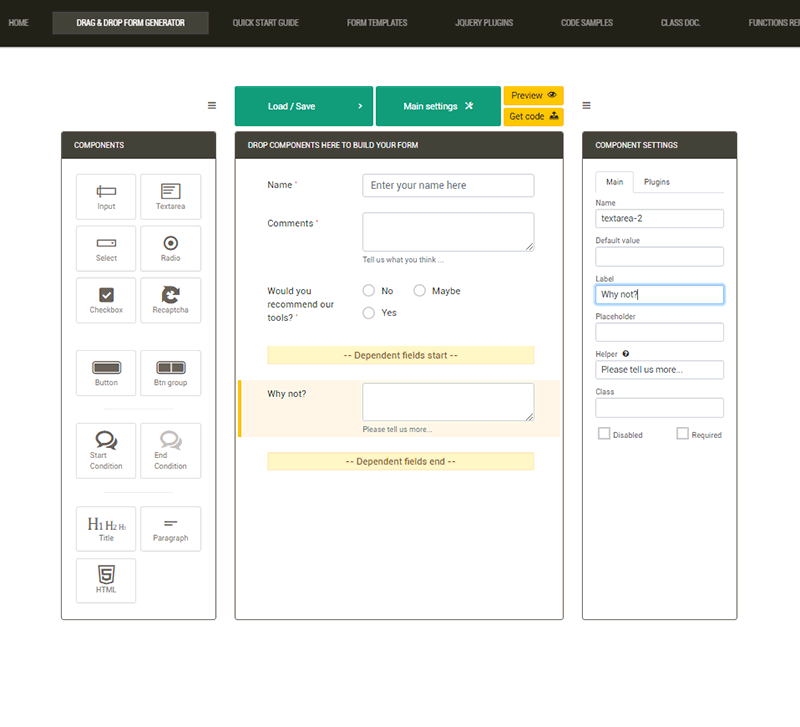 HOME DRAG & DROP FORM GENERATOR QUICK START GUIDE FORM TEMPLATES JQUERY PLUGINS CODE SAMPLES CLASS DOC. FUNCTIONS REF
Load / Save
Main settings
Preview
Get code
COMPONENTS
Input
Textarea
Select
Radio
Checkbox
Recaptcha
Button
Btn group
Start
Condition
End
Condition
H1 H2 H3
Title
Paragraph
HTML
DROP COMPONENTS HERE TO BUILD YOUR FORM
Name *
Enter your name here
Comments *
Tell us what you think ...
Would you
recommend our
tools? *
No
Maybe
Yes
-- Dependent fields start --
Why not?
Please tell us more...
-- Dependent fields end --
COMPONENT SETTINGS
Main Plugins
Name
textarea-2
Default value
Label
Why not?
Placeholder
Helper
Please tell us more...
Class
Disabled
Required